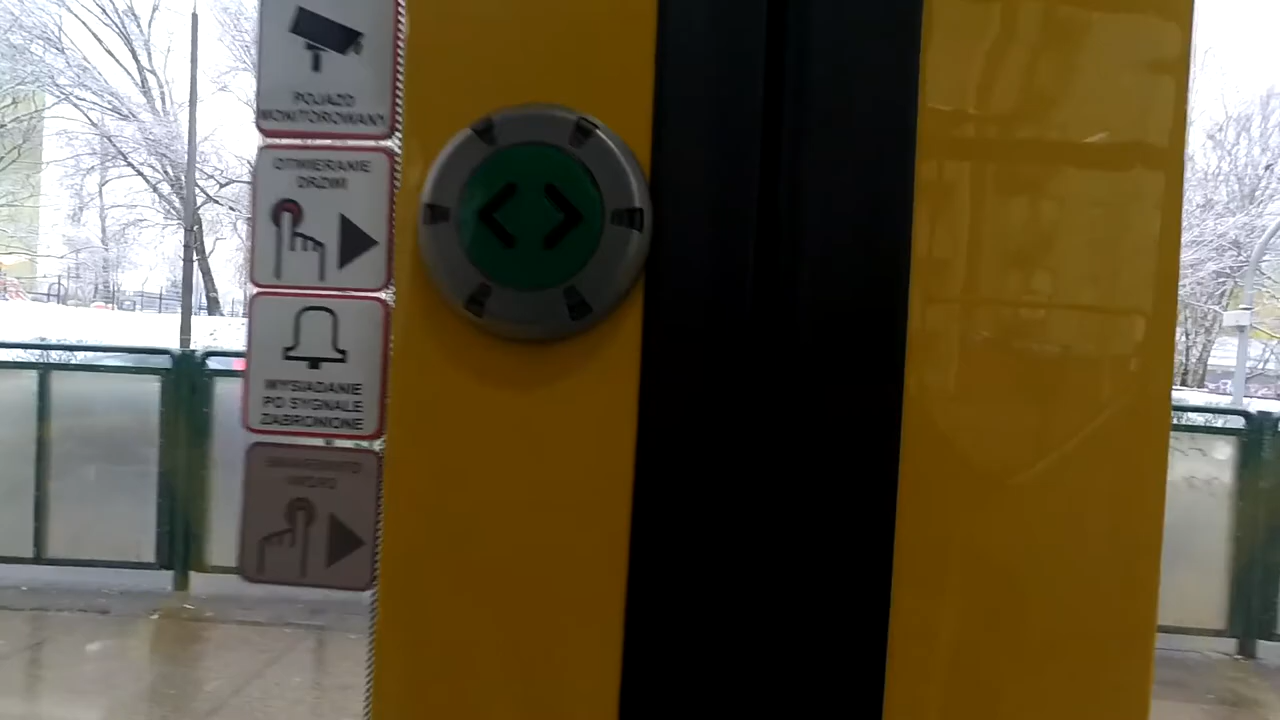 POJAZD
MONITOROWANY
OTWIERANIE
DRZWI
WYSIADANIE
PO SYGNALE
ZABRONIONE